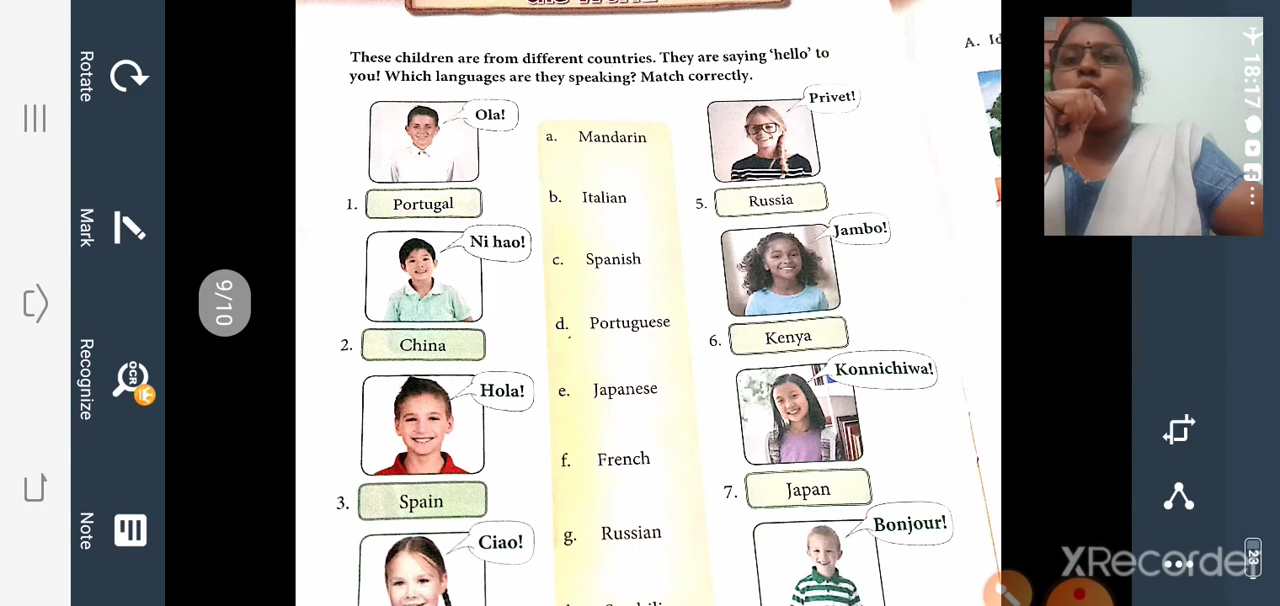 These children are from different countries. They are saying 'hello' to
you! Which languages are they speaking? Match correctly.
Ola!
1. Portugal
Ni hao!
2. China
Hola!
3. Spain
Ciao!
a. Mandarin
b. Italian
c. Spanish
d. Portuguese
e. Japanese
f. French
g. Russian
Privet!
5. Russia
Jambo!
6. Kenya
Konnichiwa!
7. Japan
Bonjour!
A.
Rotate
Mark
Recognize
OCR
Note
9/10
18:17
23
XRecorder